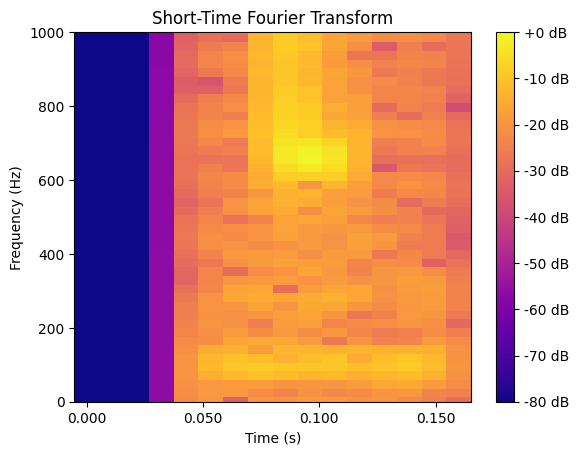 Short-Time Fourier Transform
1000
800
600
400
200
0
Frequency (Hz)
0.000
0.050
0.100
0.150
Time (s)
+0 dB
-10 dB
-20 dB
-30 dB
-40 dB
-50 dB
-60 dB
-70 dB
-80 dB